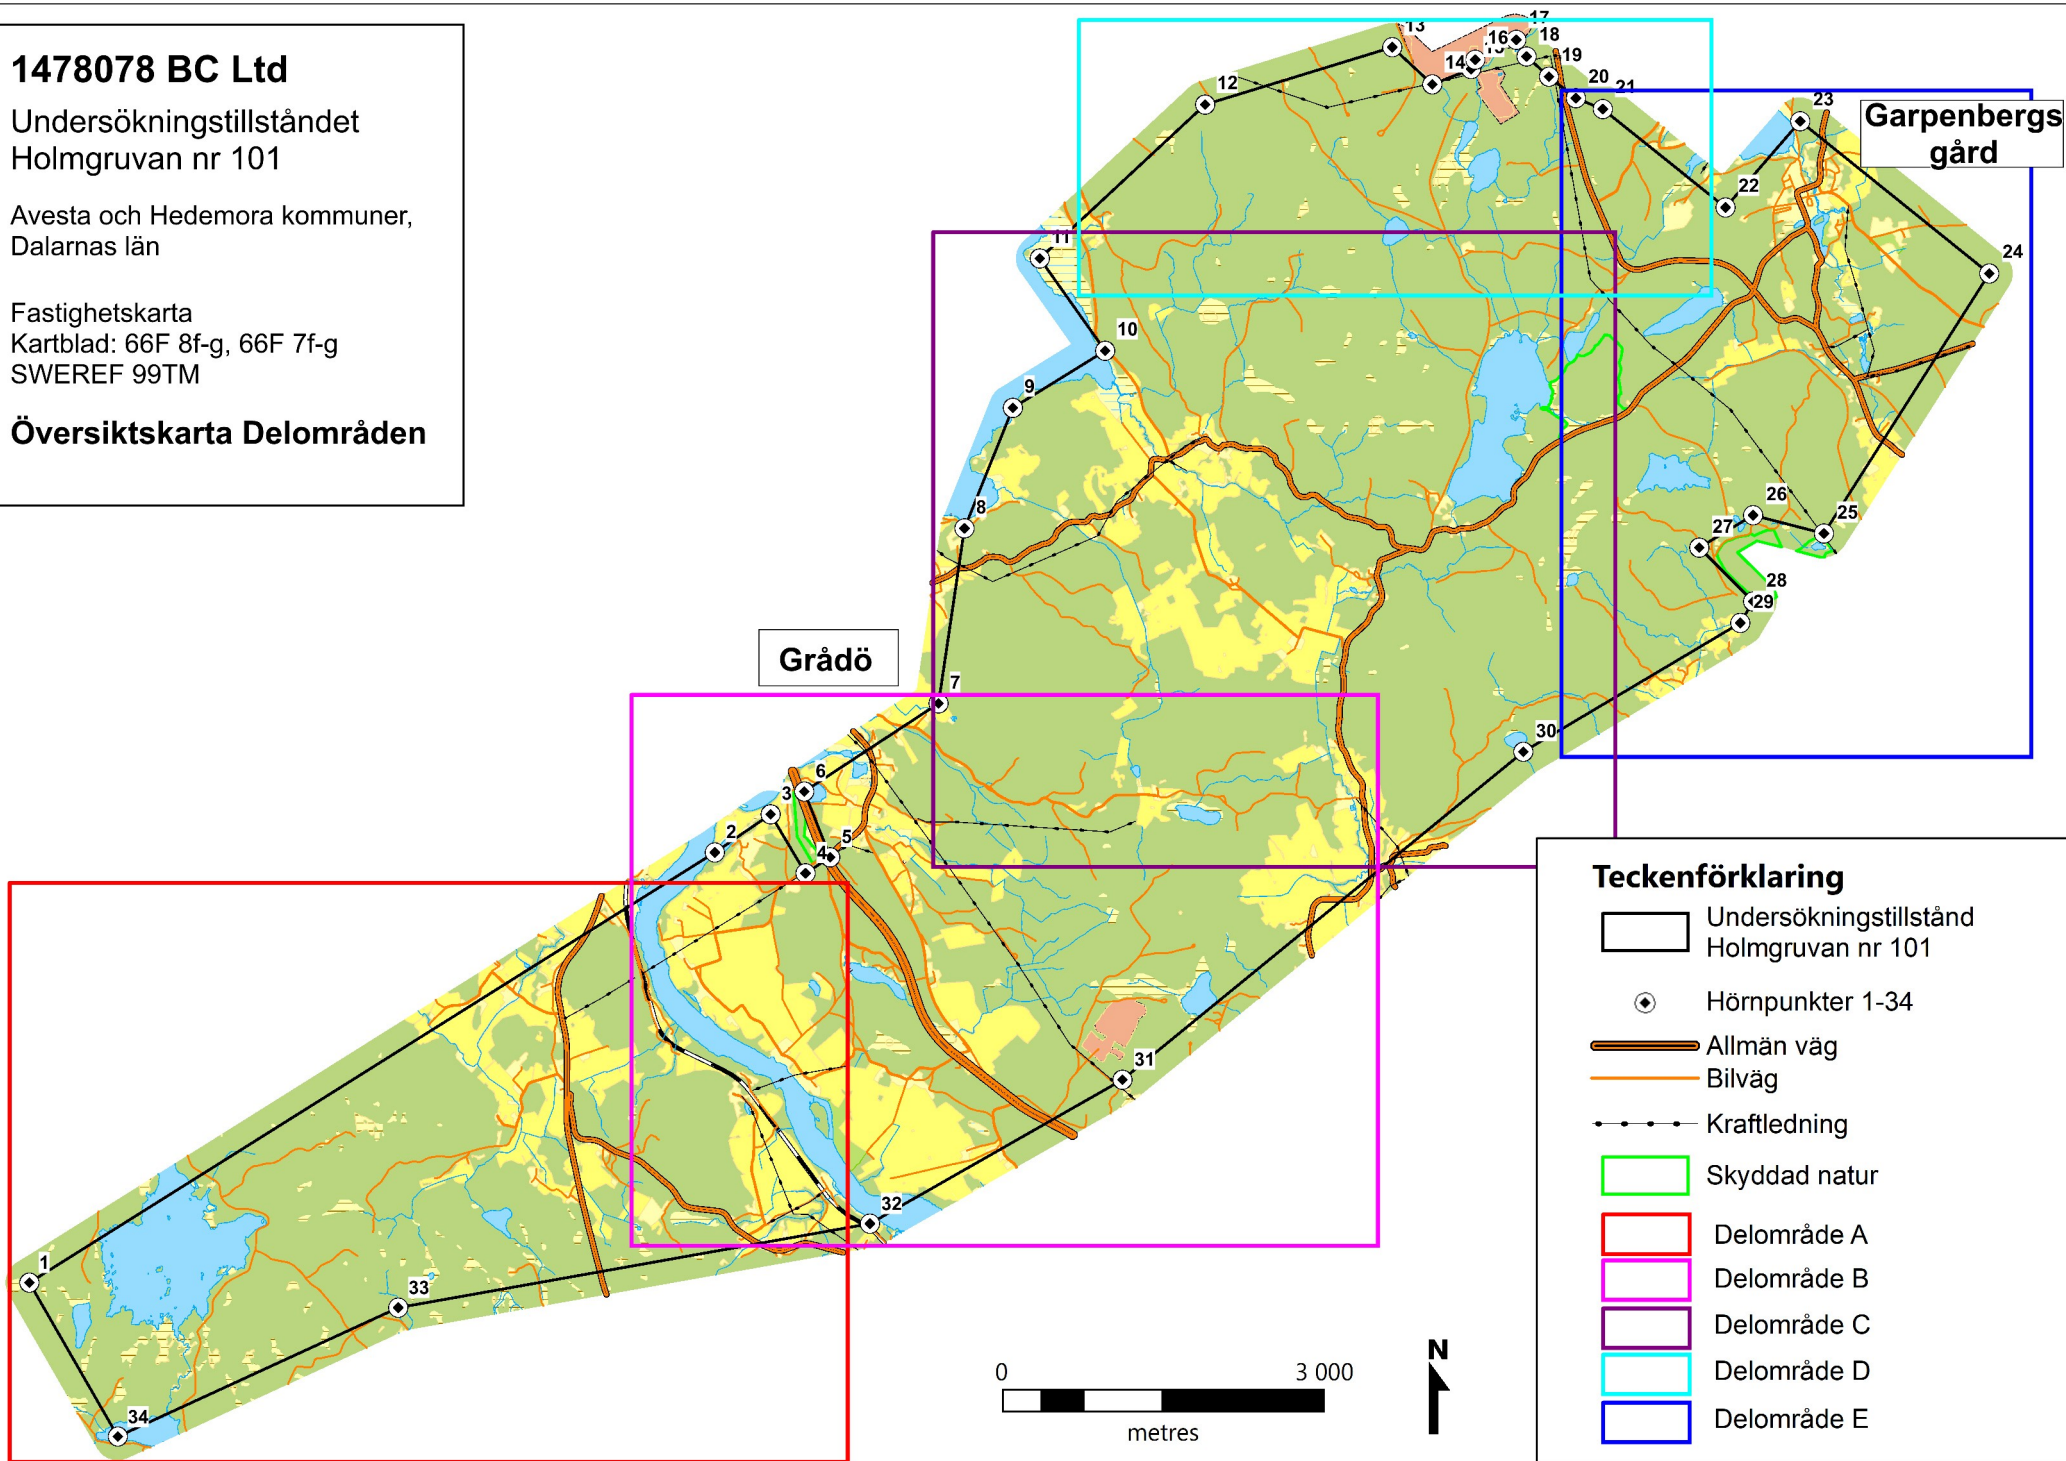 1478078 BC Ltd
Undersökningstillståndet
Holmgruvan nr 101
Avesta och Hedemora kommuner,
Dalarnas län
Fastighetskarta
Kartblad: 66F 8f-g, 66F 7f-g
SWEREF 99TM
Översiktskarta Delområden
17
13
16
18
15
19
14
20
12
21
23
Garpenbergs
gård
22
11
24
10
9
8
26
25
27
28
29
Grådö
7
30
6
3
2
5
4
31
32
1
33
34
Teckenförklaring
Undersökningstillstånd
Holmgruvan nr 101
Hörnpunkter 1-34
Allmän väg
Bilväg
Kraftledning
Skyddad natur
Delområde A
Delområde B
Delområde C
Delområde D
Delområde E
0
3 000
metres
N